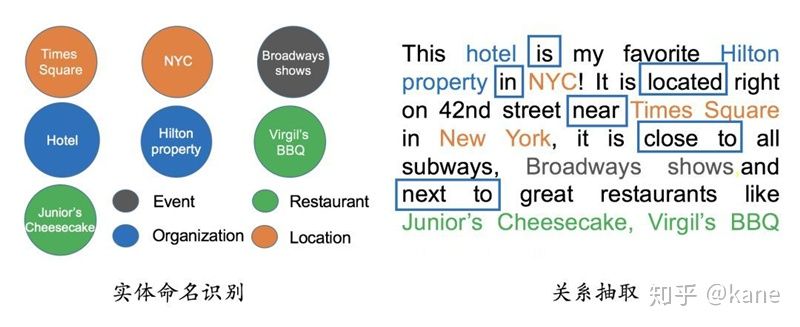 Times
Square
NYC
Broadways
shows
Hotel
Hilton
property
Virgil's
BBQ
Junior's
Cheesecake
Event
Restaurant
Organization
Location
实体命名识别
This hotel is my favorite Hilton
property in NYC! It is located right
on 42nd street near Times Square
in New York, it is close to all
subways, Broadways shows and
next to great restaurants like
Junior's Cheesecake, Virgil's BBQ
关系抽取
知乎 @kane